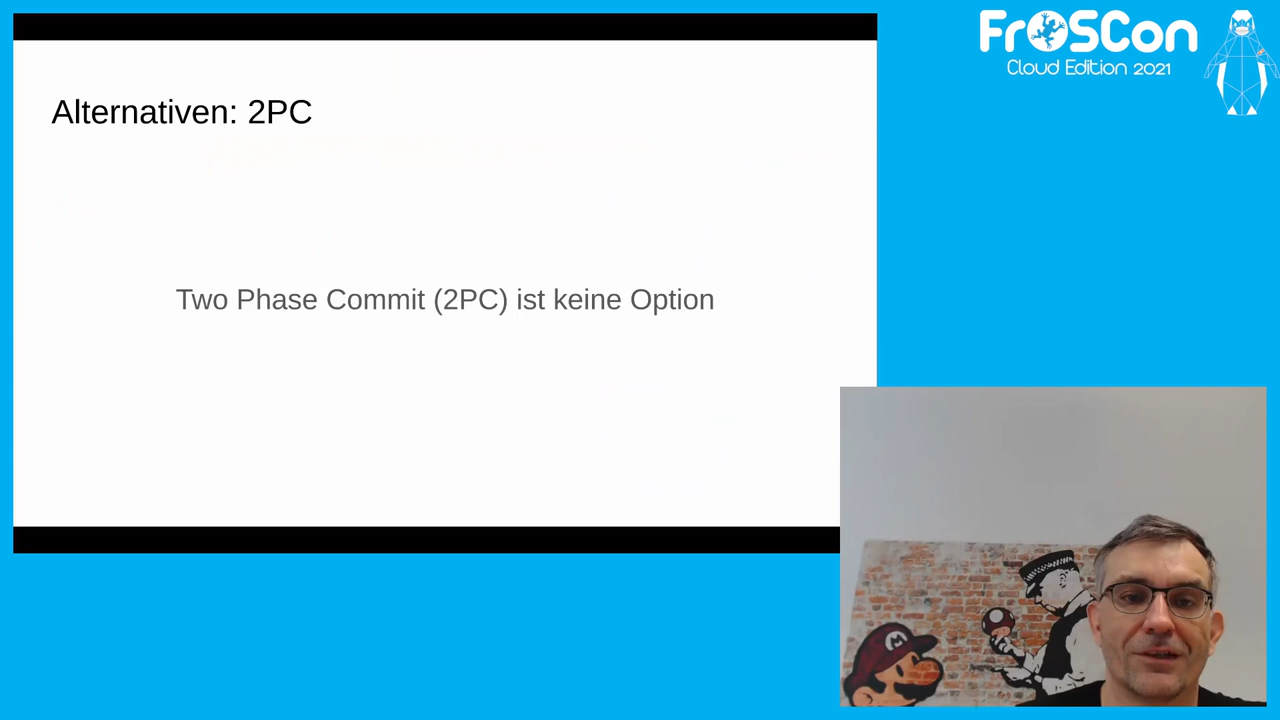 FrOSCon
Cloud Edition 2021
Alternativen: 2PC
Two Phase Commit (2PC) ist keine Option
M